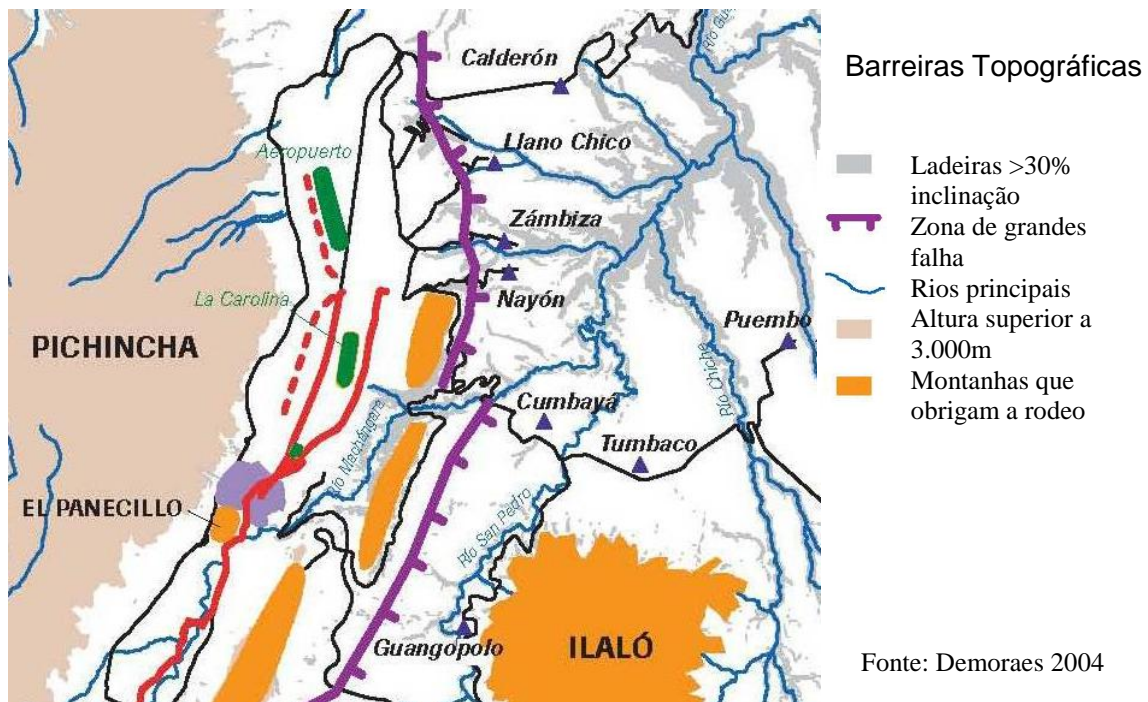 Calderón
Río Gua
Llano Chico
Aeropuerto
Zámbiza
La Carolina
Nayón
Puembo
PICHINCHA
Río Chiche
Cumbayá
Río Machángara
Tumbaco
EL PANECILLO
Río San Pedro
Guangopolo
ILALÓ
Barreiras Topográficas
Ladeiras >30%
inclinação
Zona de grandes
falha
Rios principais
Altura superior a
3.000m
Montanhas que
obrigam a rodeo
Fonte: Demoraes 2004